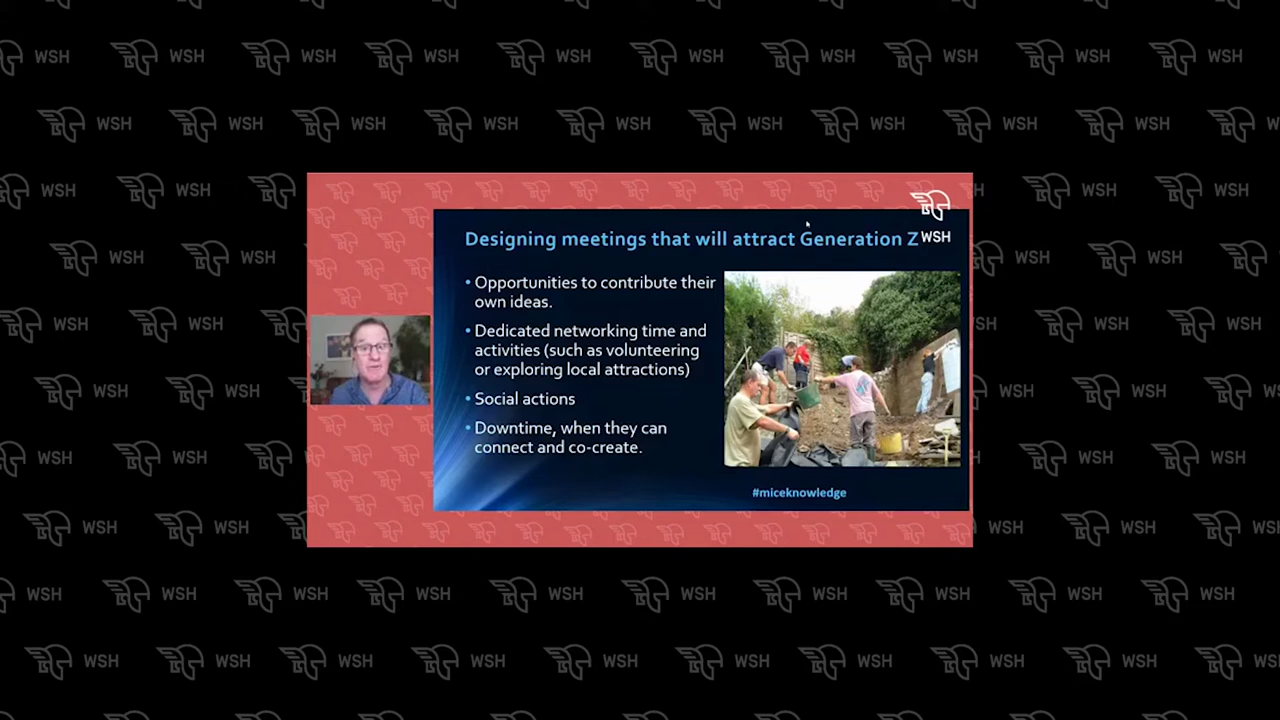 WSH
Designing meetings that will attract Generation Z
• Opportunities to contribute their
own ideas.
• Dedicated networking time and
activities (such as volunteering
or exploring local attractions)
• Social actions
• Downtime, when they can
connect and co-create.
#miceknowledge